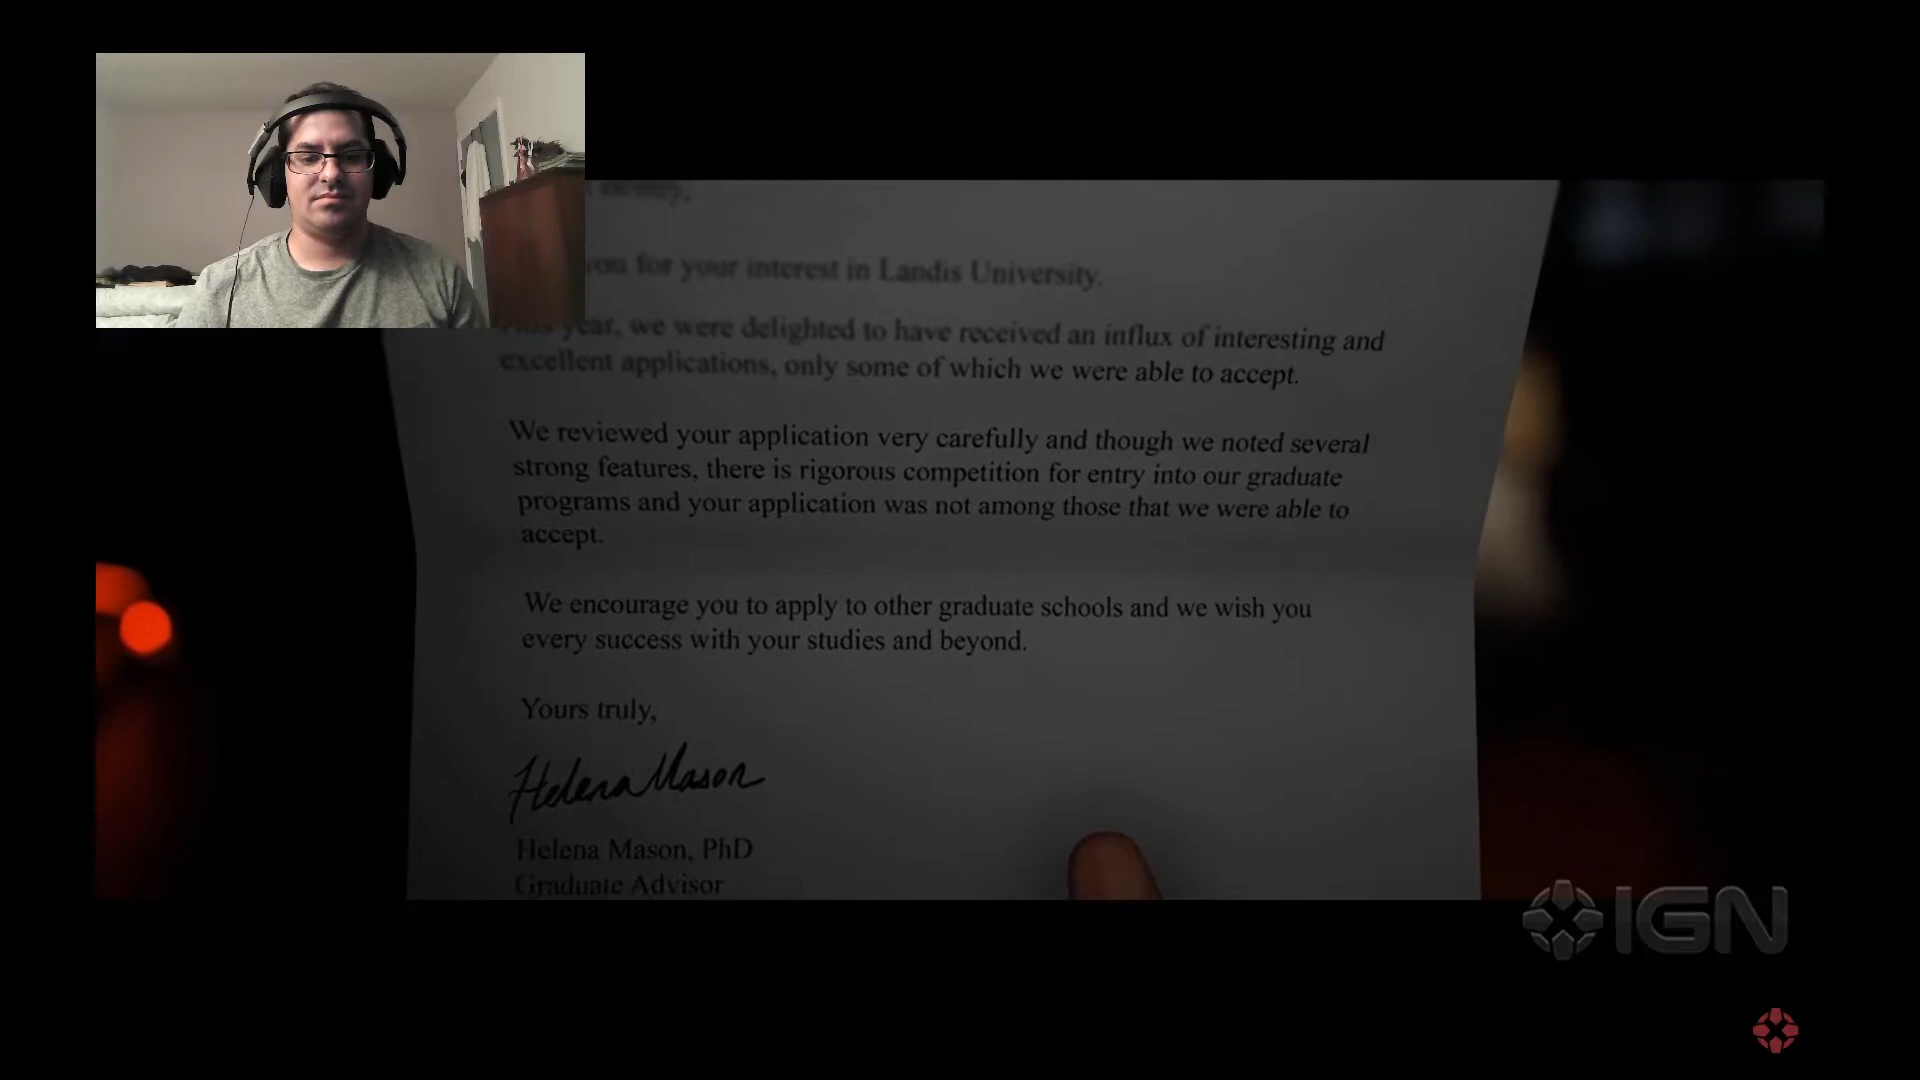 you for your interest in Landis University.
This year, we were delighted to have received an influx of interesting and
excellent applications, only some of which we were able to accept.
We reviewed your application very carefully and though we noted several
strong features, there is rigorous competition for entry into our graduate
programs and your application was not among those that we were able to
accept.
We encourage you to apply to other graduate schools and we wish you
every success with your studies and beyond.
Yours truly,
Helena Mason
Helena Mason, PhD
Graduate Advisor
IGN